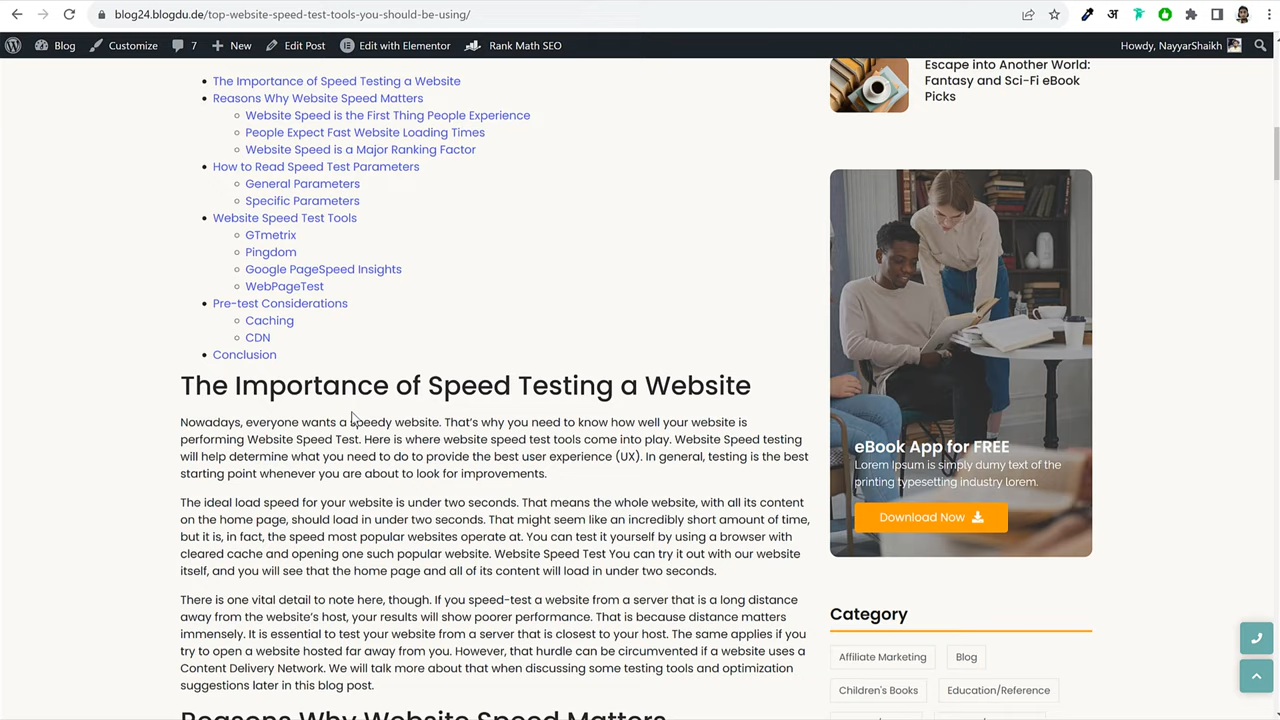 blog24.blogdu.de/top-website-speed-test-tools-you-should-be-using/
Blog Customize 7 New Edit Post Edit with Elementor Rank Math SEO Howdy, NayyarShaikh
The Importance of Speed Testing a Website
Reasons Why Website Speed Matters
Website Speed is the First Thing People Experience
People Expect Fast Website Loading Times
Website Speed is a Major Ranking Factor
How to Read Speed Test Parameters
General Parameters
Specific Parameters
Website Speed Test Tools
GTmetrix
Pingdom
Google PageSpeed Insights
WebPageTest
Pre-test Considerations
Caching
CDN
Conclusion
The Importance of Speed Testing a Website
Nowadays, everyone wants a speedy website. That's why you need to know how well your website is
performing Website Speed Test. Here is where website speed test tools come into play. Website Speed testing
will help determine what you need to do to provide the best user experience (UX). In general, testing is the best
starting point whenever you are about to look for improvements.
The ideal load speed for your website is under two seconds. That means the whole website, with all its content
on the home page, should load in under two seconds. That might seem like an incredibly short amount of time,
but it is, in fact, the speed most popular websites operate at. You can test it yourself by using a browser with
cleared cache and opening one such popular website. Website Speed Test You can try it out with our website
itself, and you will see that the home page and all of its content will load in under two seconds.
There is one vital detail to note here, though. If you speed-test a website from a server that is a long distance
away from the website's host, your results will show poorer performance. That is because distance matters
immensely. It is essential to test your website from a server that is closest to your host. The same applies if you
try to open a website hosted far away from you. However, that hurdle can be circumvented if a website uses a
Content Delivery Network. We will talk more about that when discussing some testing tools and optimization
suggestions later in this blog post.
Reasons Why Website Speed Matters
Escape into Another World:
Fantasy and Sci-Fi eBook
Picks
eBook App for FREE
Lorem Ipsum is simply dumy text of the
printing typesetting industry lorem.
Download Now
Category
Affiliate Marketing Blog
Children's Books Education/Reference
अ